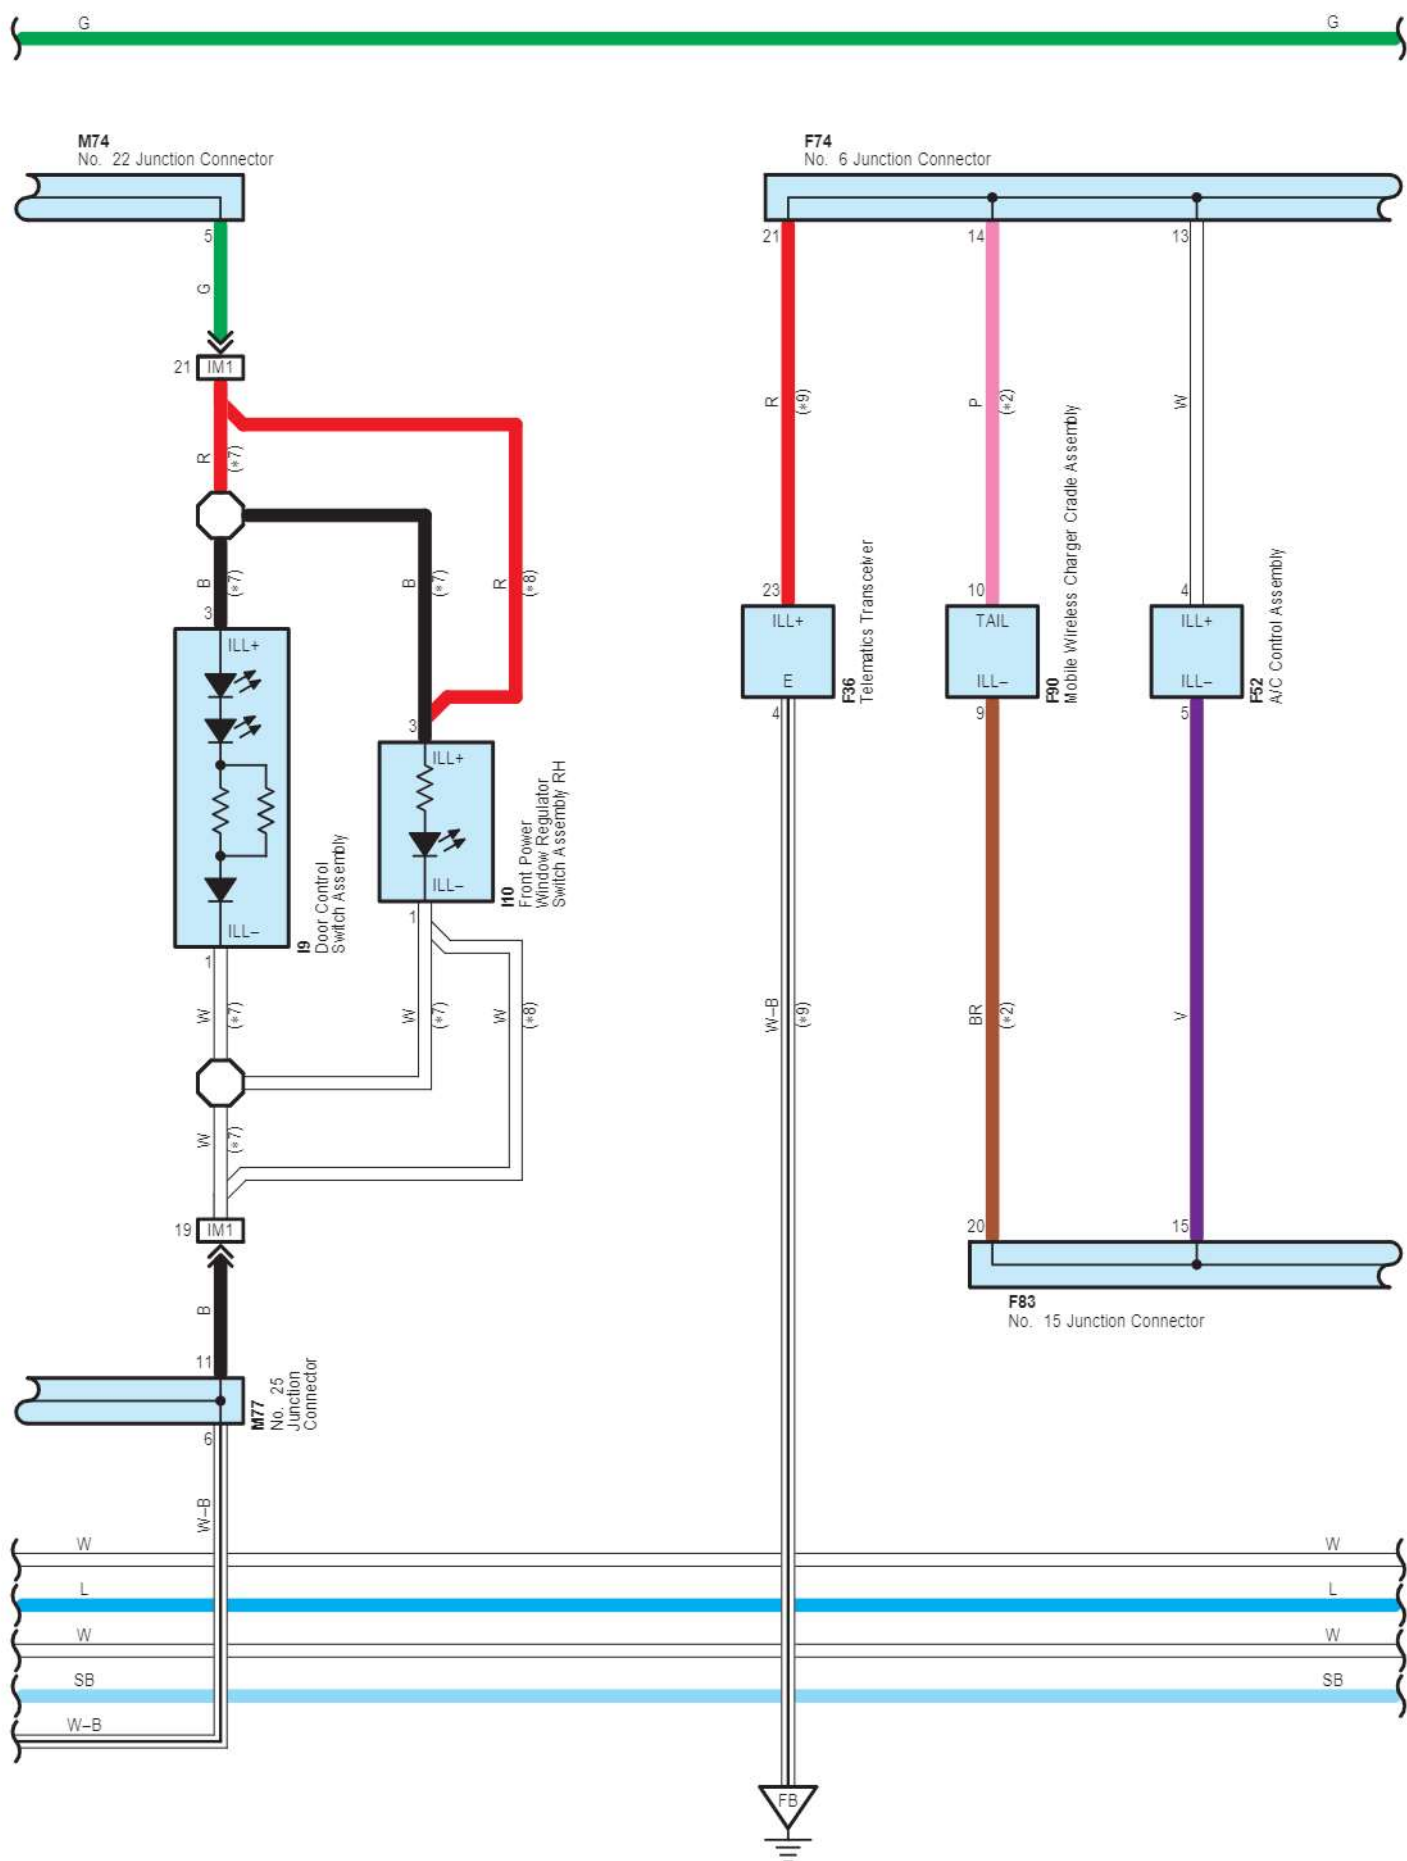 G
G
M74
No. 22 Junction Connector
F74
No. 6 Junction Connector
5
21
14
13
G
21
IM1
R
(*7)
R
(*9)
P
(*2)
W
B
(*7)
B
(*7)
R
(*8)
3
ILL+
ILL−
1
I9
Door Control
Switch Assembly
3
ILL+
ILL−
1
I10
Front Power
Window Regulator
Switch Assembly RH
23
ILL+
E
4
F36
Telematics Transceiver
10
TAIL
ILL−
9
F90
Mobile Wireless Charger Cradle Assembly
4
ILL+
ILL−
5
F52
A/C Control Assembly
W
(*7)
W
(*7)
W
(*8)
W−B
(*9)
BR
(*2)
V
W
(*7)
19
IM1
20
15
F83
No. 15 Junction Connector
B
11
M77
No. 25
Junction
Connector
6
W−B
W
W
L
L
W
W
SB
SB
W−B
FB